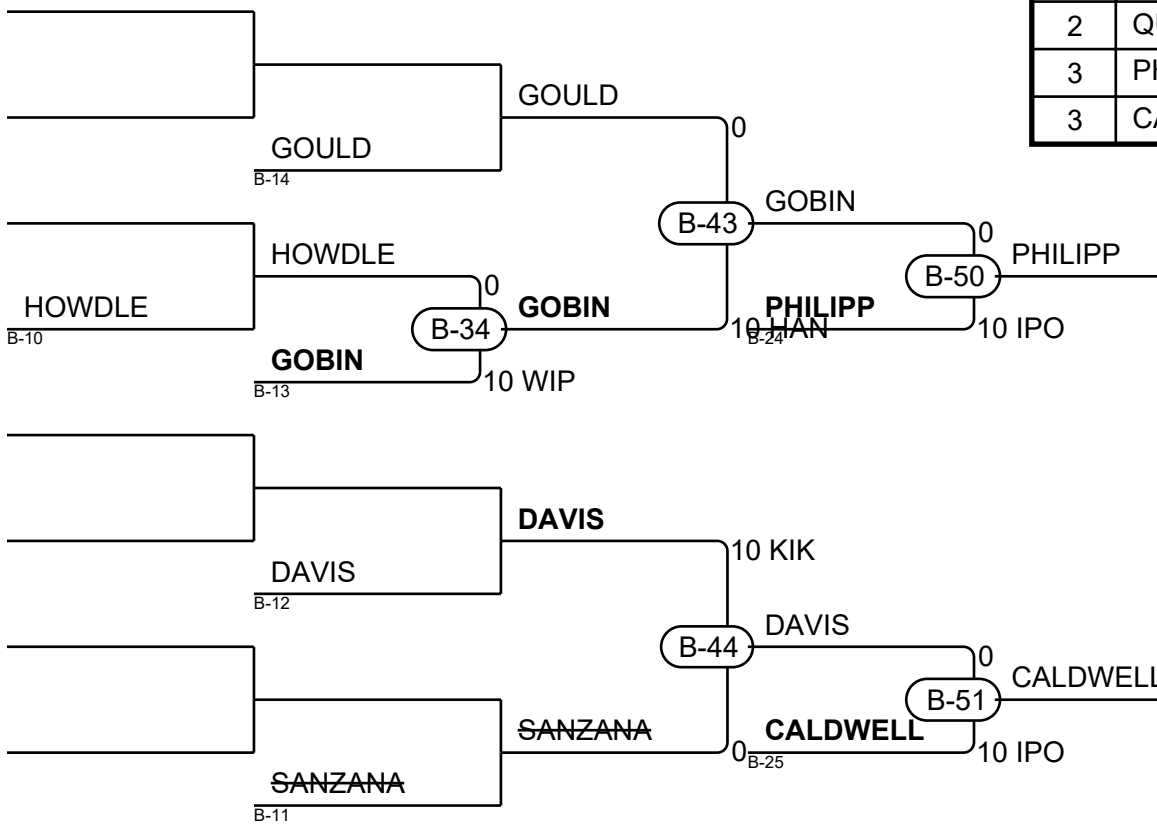 2 QU
3 PH
3 CA
GOULD
0
GOULD
B-14
GOBIN
B-43
0
HOWDLE
PHILIPP
0
B-50
HOWDLE
GOBIN
PHILIPP
B-34
10 HAN
10 IPO
B-10
B-24
GOBIN
10 WIP
B-13
DAVIS
10 KIK
DAVIS
B-12
DAVIS
B-44
0
CALDWELL
B-51
SANZANA
CALDWELL
0
10 IPO
B-25
SANZANA
B-11